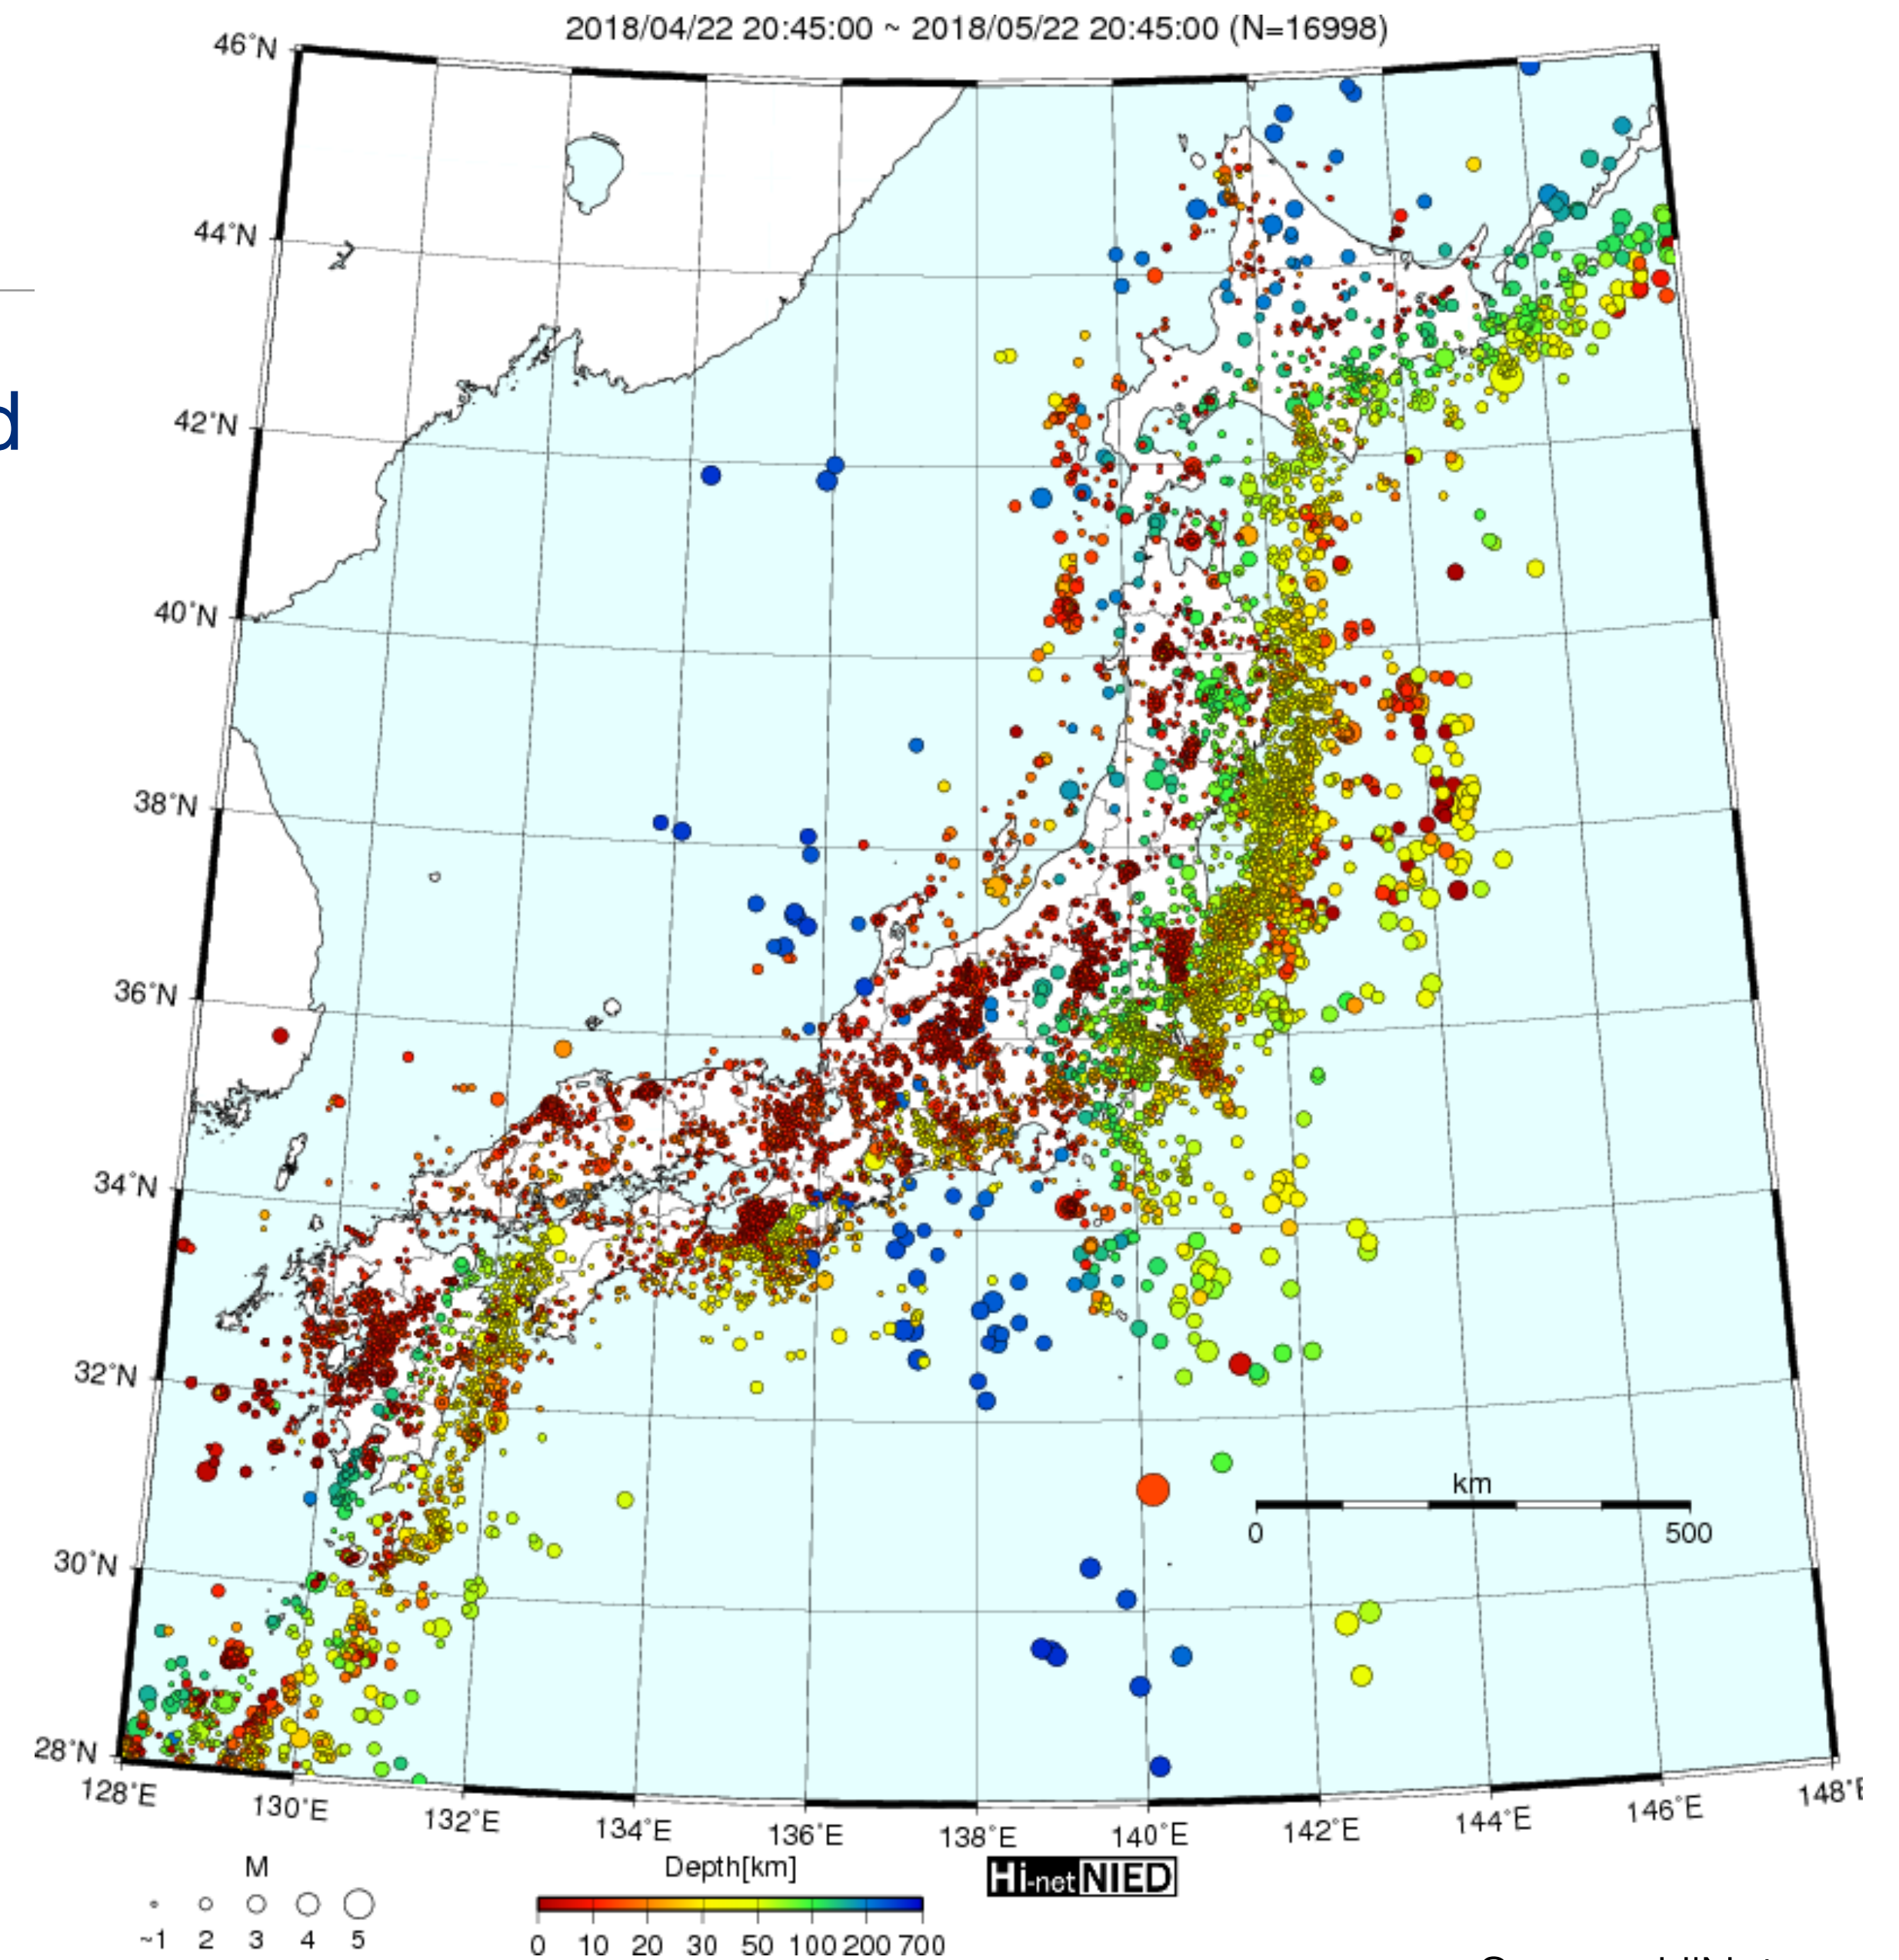 2018/04/22 20:45:00 ~ 2018/05/22 20:45:00 (N=16998)
46°N
44°N
d
42°N
40°N
38°N
36°N
34°N
32°N
km
0 500
30°N
28°N
128°E 130°E 132°E 134°E 136°E 138°E 140°E 142°E 144°E 146°E 148°E
M Depth[km] Hi-net NIED
~1 2 3 4 5 0 10 20 30 50 100 200 700